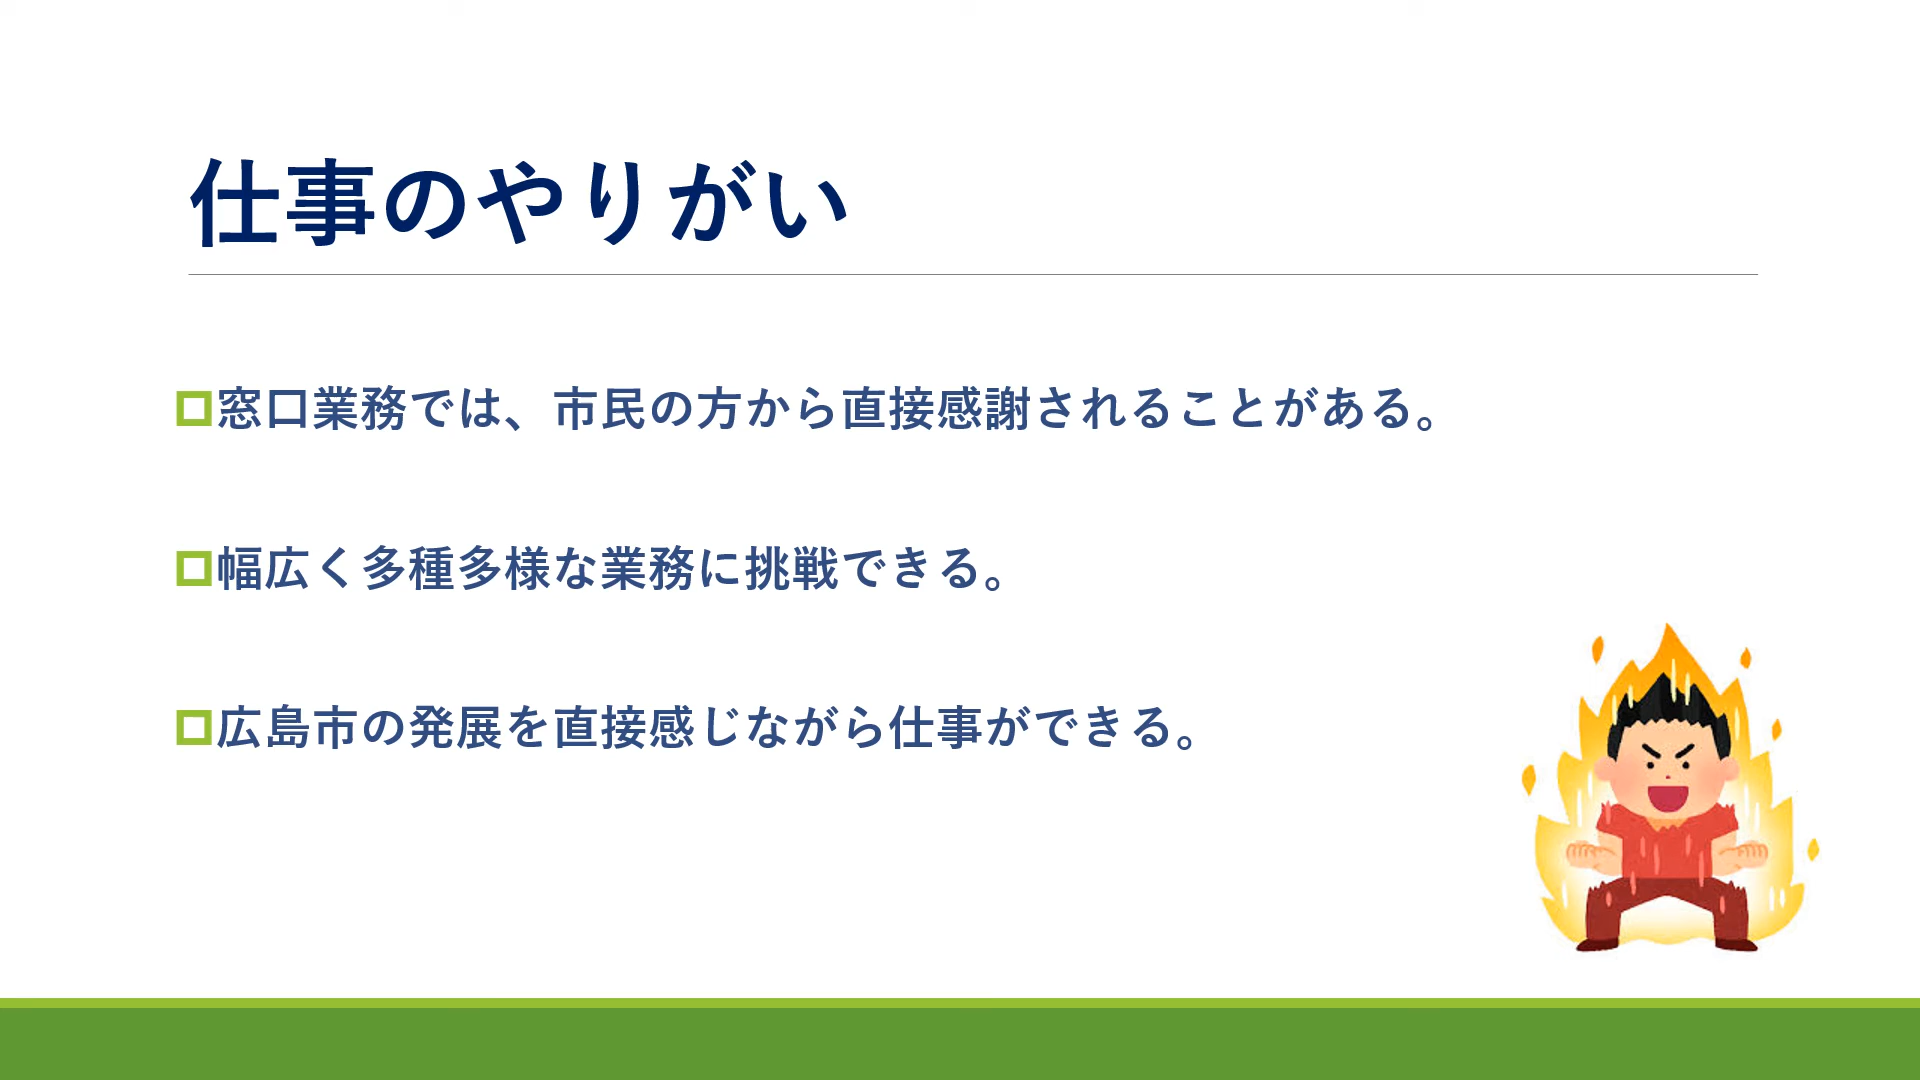 仕事のやりがい
窓口業務では、市民の方から直接感謝されることがある。
幅広く多種多様な業務に挑戦できる。
広島市の発展を直接感じながら仕事ができる。